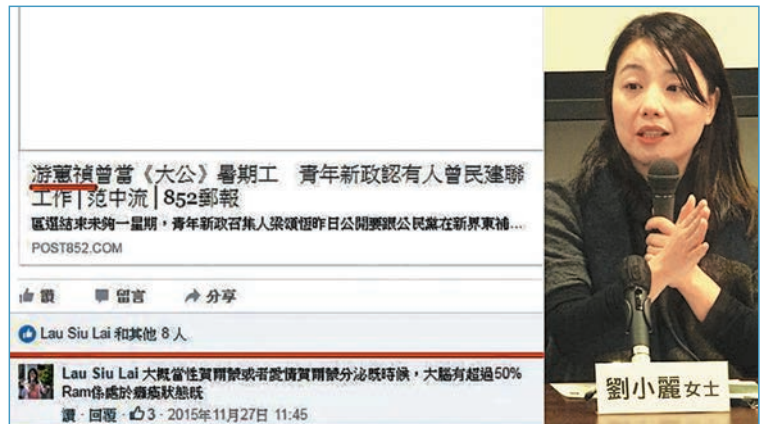 游蕙禎曾當《大公》暑期工 青年新政認有人曾民建聯
工作 | 范中流 | 852郵報
區選結束未夠一星期，青年新政召集人梁頌恆昨日公開要跟公民黨在新界東補...
POST852.COM
讚 留言 分享
Lau Siu Lai 和其他 8 人
Lau Siu Lai 大概當性賀爾蒙或者愛情賀爾蒙分泌既時候，大腦有超過50%
Ram係處於癱瘓狀態既
讚 · 回覆 · 3 · 2015年11月27日 11:45
劉小麗女士